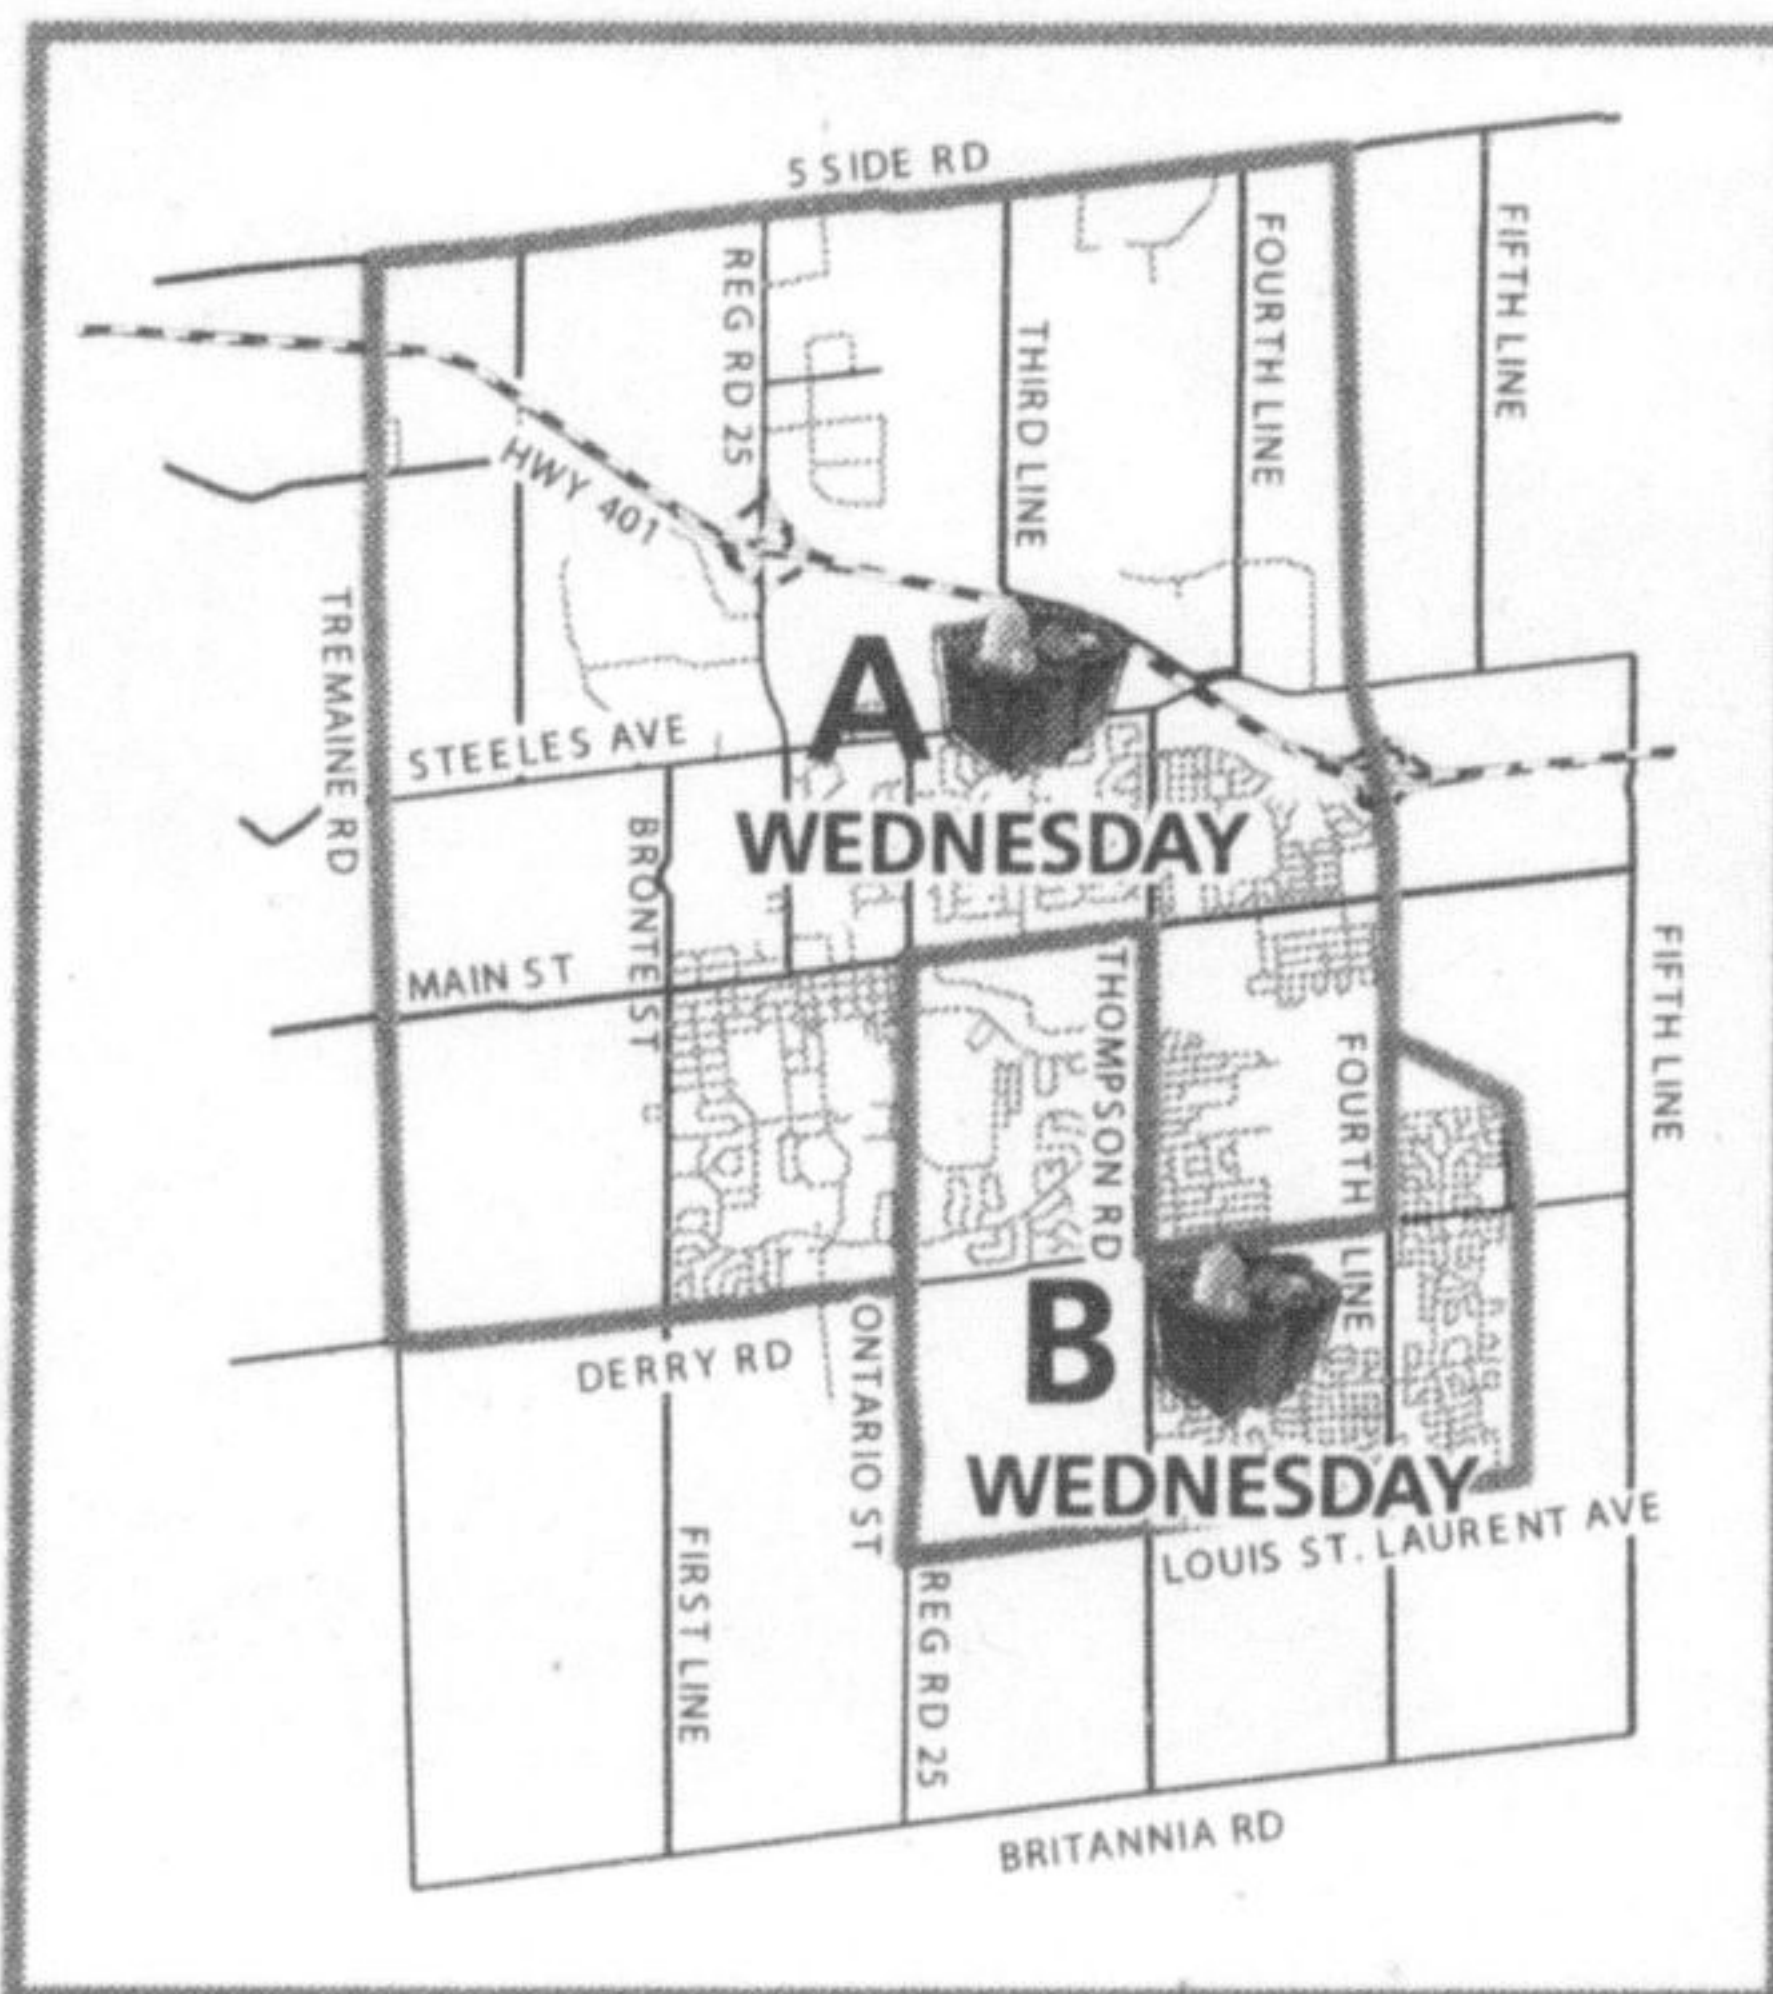 5 SIDE RD
REG RD 25
THIRD LINE
FOURTH LINE
FIFTH LINE
HWY 401
TREMAINE RD
A
STEELES AVE
WEDNESDAY
BRONTE ST
MAIN ST
THOMPSON RD
FOURTH LINE
FIFTH LINE
B
DERRY RD
ONTARIO ST
WEDNESDAY
LOUIS ST. LAURENT AVE
FIRST LINE
REG RD 25
BRITANNIA RD